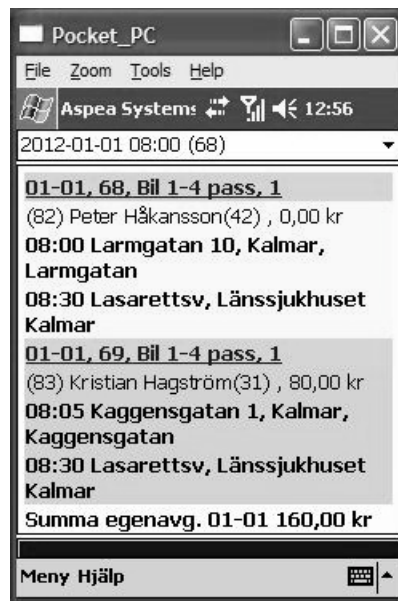 Pocket_PC
File Zoom Tools Help
Aspea Systems 12:56
2012-01-01 08:00 (68)
01-01, 68, Bil 1-4 pass, 1
(82) Peter Håkansson(42) , 0,00 kr
08:00 Larmgatan 10, Kalmar,
Larmgatan
08:30 Lasarettsv, Länssjukhuset
Kalmar
01-01, 69, Bil 1-4 pass, 1
(83) Kristian Hagström(31) , 80,00 kr
08:05 Kaggensgatan 1, Kalmar,
Kaggensgatan
08:30 Lasarettsv, Länssjukhuset
Kalmar
Summa egenavg. 01-01 160,00 kr
Meny Hjälp